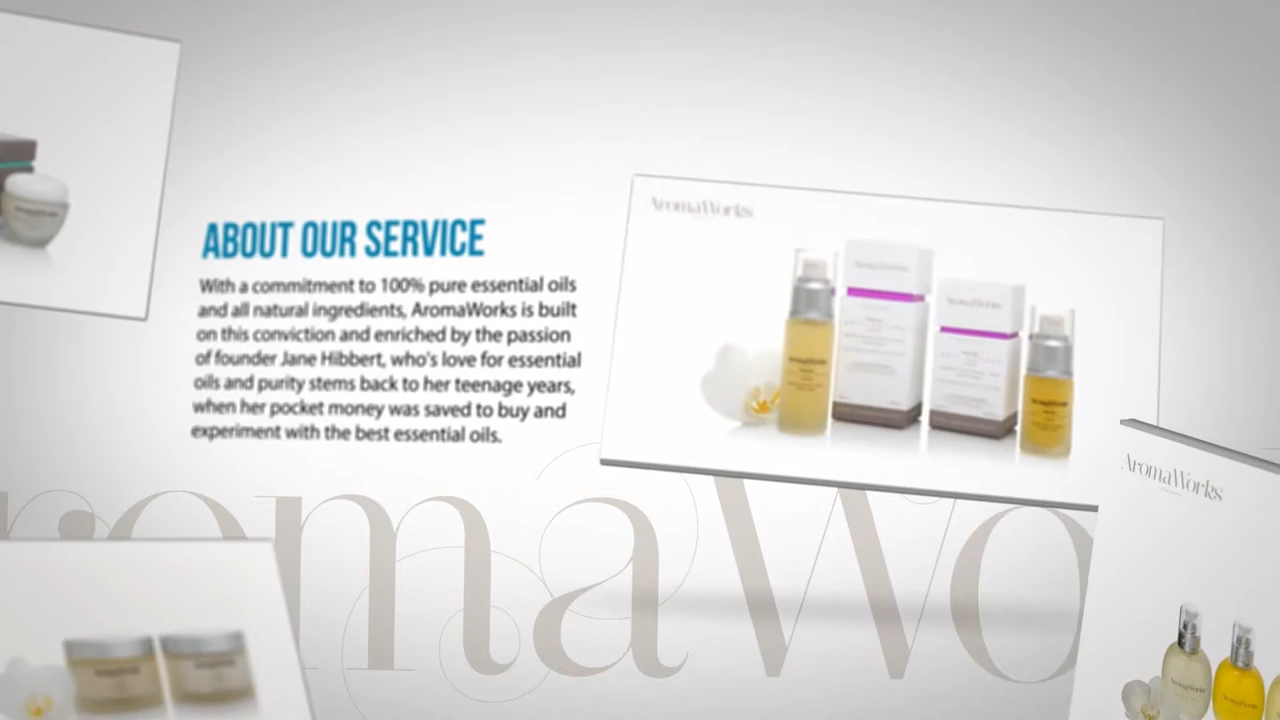 ABOUT OUR SERVICE
With a commitment to 100% pure essential oils
and all natural ingredients, AromaWorks is built
on this conviction and enriched by the passion
of founder Jane Hibbert, who's love for essential
oils and purity stems back to her teenage years,
when her pocket money was saved to buy and
experiment with the best essential oils.
AromaWorks
AromaWorks
AromaWorks
AromaWorks
romaWo